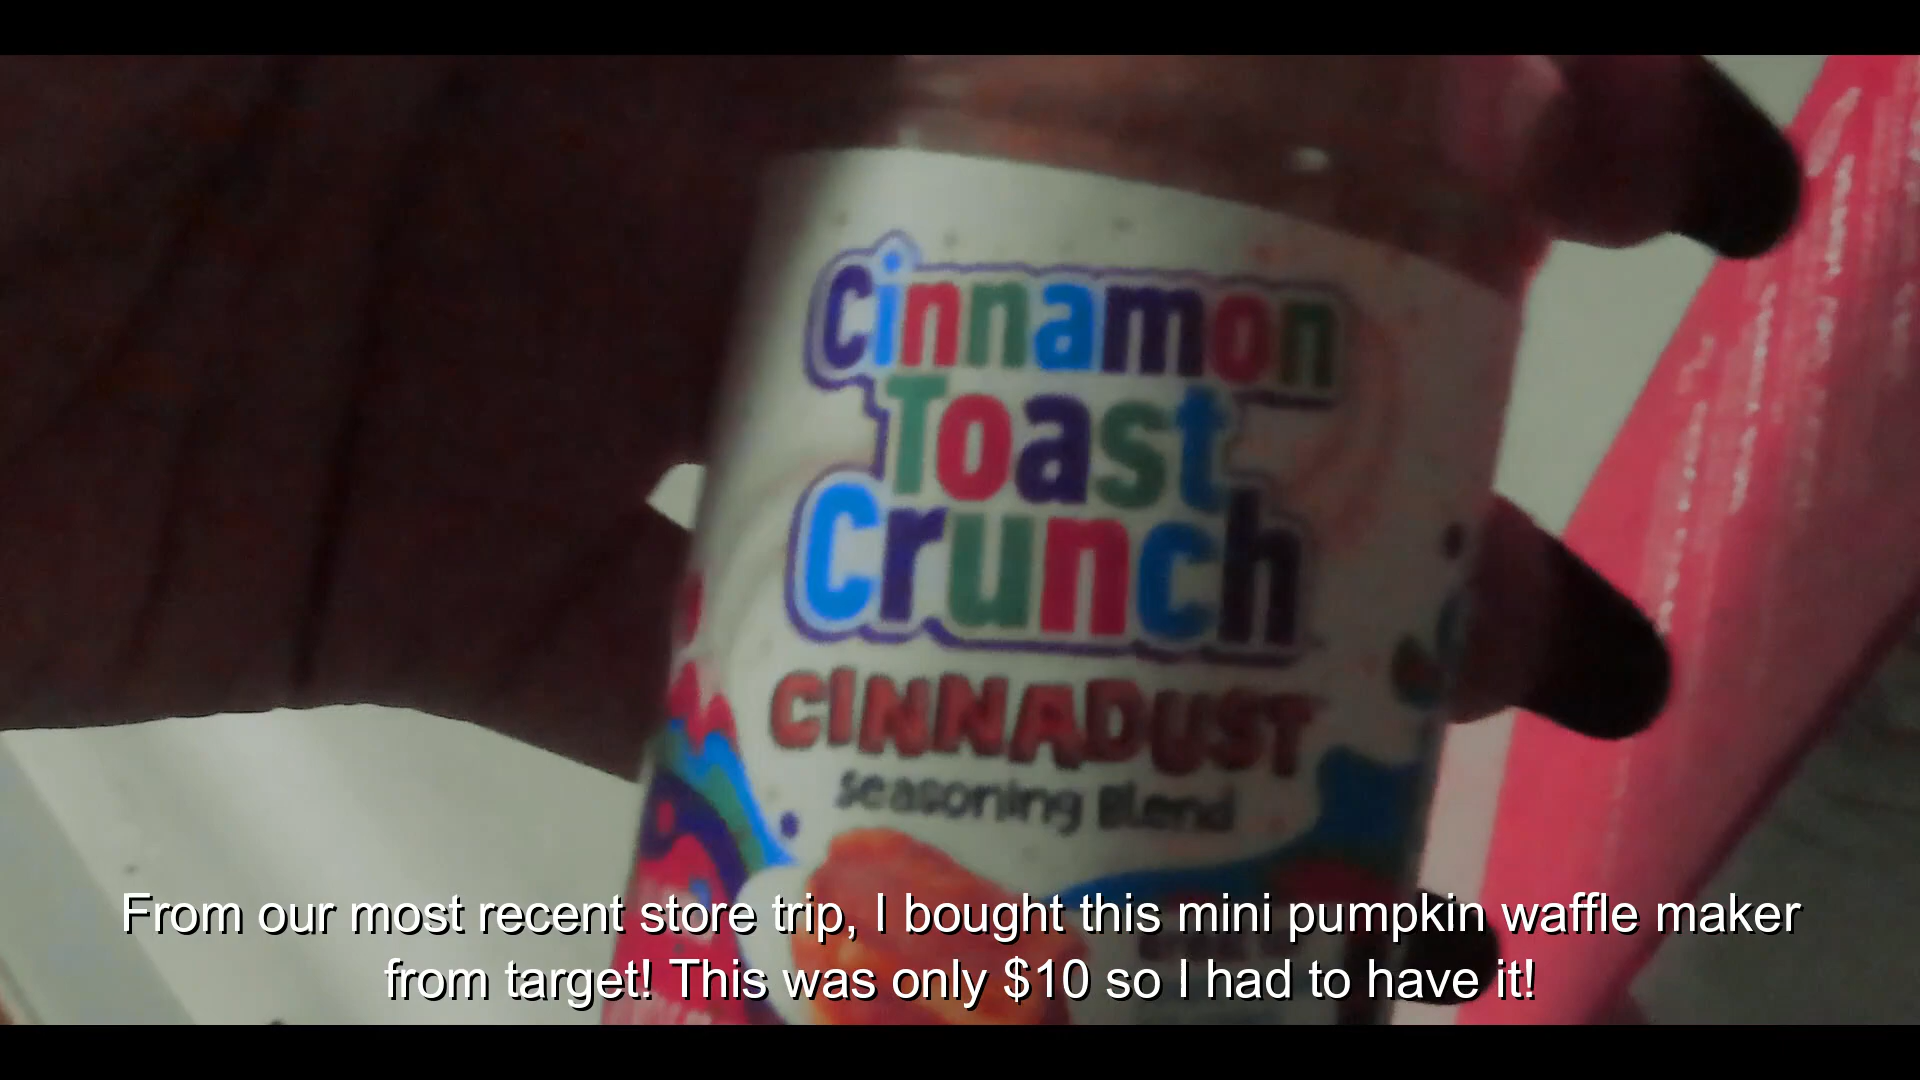 Cinnamon
Toast
Crunch
CINNADUST
Seasoning Blend
From our most recent store trip, I bought this mini pumpkin waffle maker
from target! This was only $10 so I had to have it!